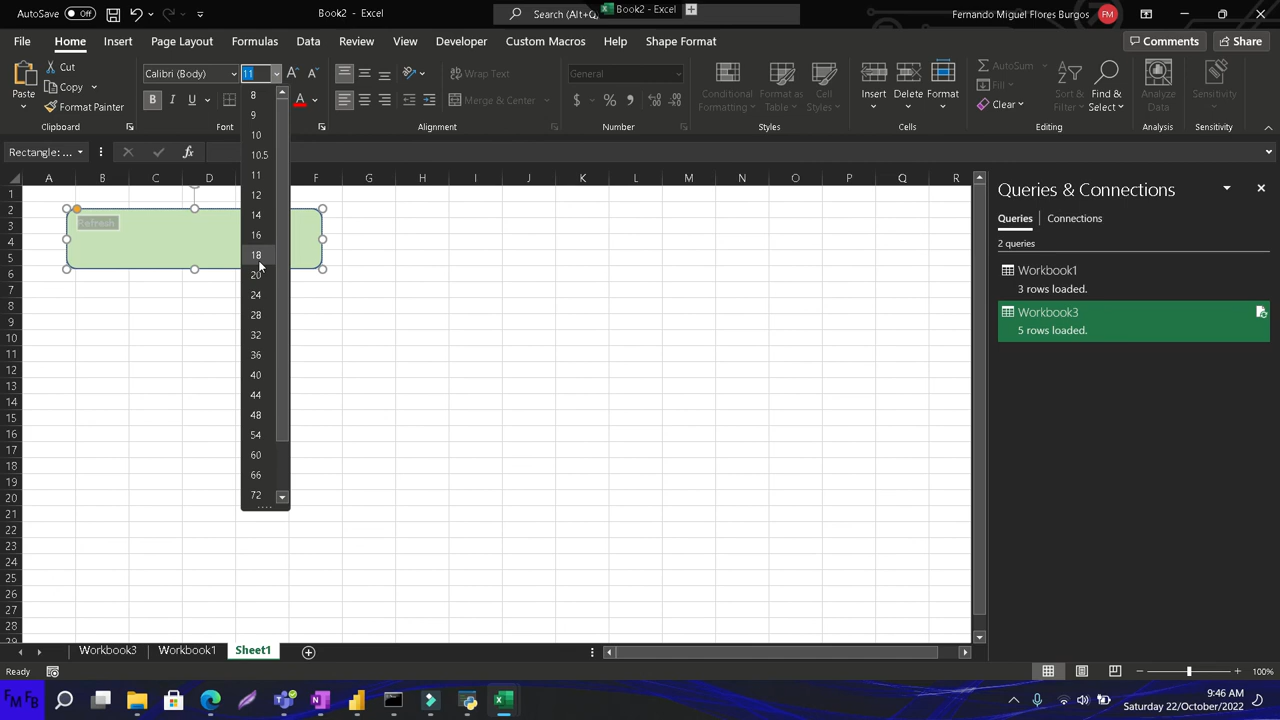 AutoSave Off Book2 - Excel Search (Alt+Q) Book2 - Excel Fernando Miguel Flores Burgos FM
File Home Insert Page Layout Formulas Data Review View Developer Custom Macros Help Shape Format Comments Share
Paste Cut Copy Format Painter
Calibri (Body) 11
B I U
Wrap Text
Merge & Center
General
$ % ,
Conditional Formatting Format as Table Cell Styles
Insert Delete Format
AutoSum Fill Clear
Sort & Filter Find & Select
Analyze Data
Sensitivity
Clipboard Font Alignment Number Styles Cells Editing Analysis Sensitivity
Rectangle: ... fx
A B C D F G H I J K L M N O P Q R
1
2
3
4
5
6
7
8
9
10
11
12
13
14
15
16
17
18
19
20
21
22
23
24
25
26
27
28
29
Refresh
8
9
10
10.5
11
12
14
16
18
20
24
28
32
36
40
44
48
54
60
66
72
Queries & Connections
Queries Connections
2 queries
Workbook1
3 rows loaded.
Workbook3
5 rows loaded.
Workbook3 Workbook1 Sheet1
Ready 100%
FM FB
9:46 AM
Saturday 22/October/2022